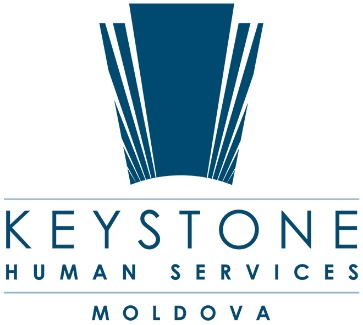 KEYSTONE
HUMAN SERVICES
MOLDOVA